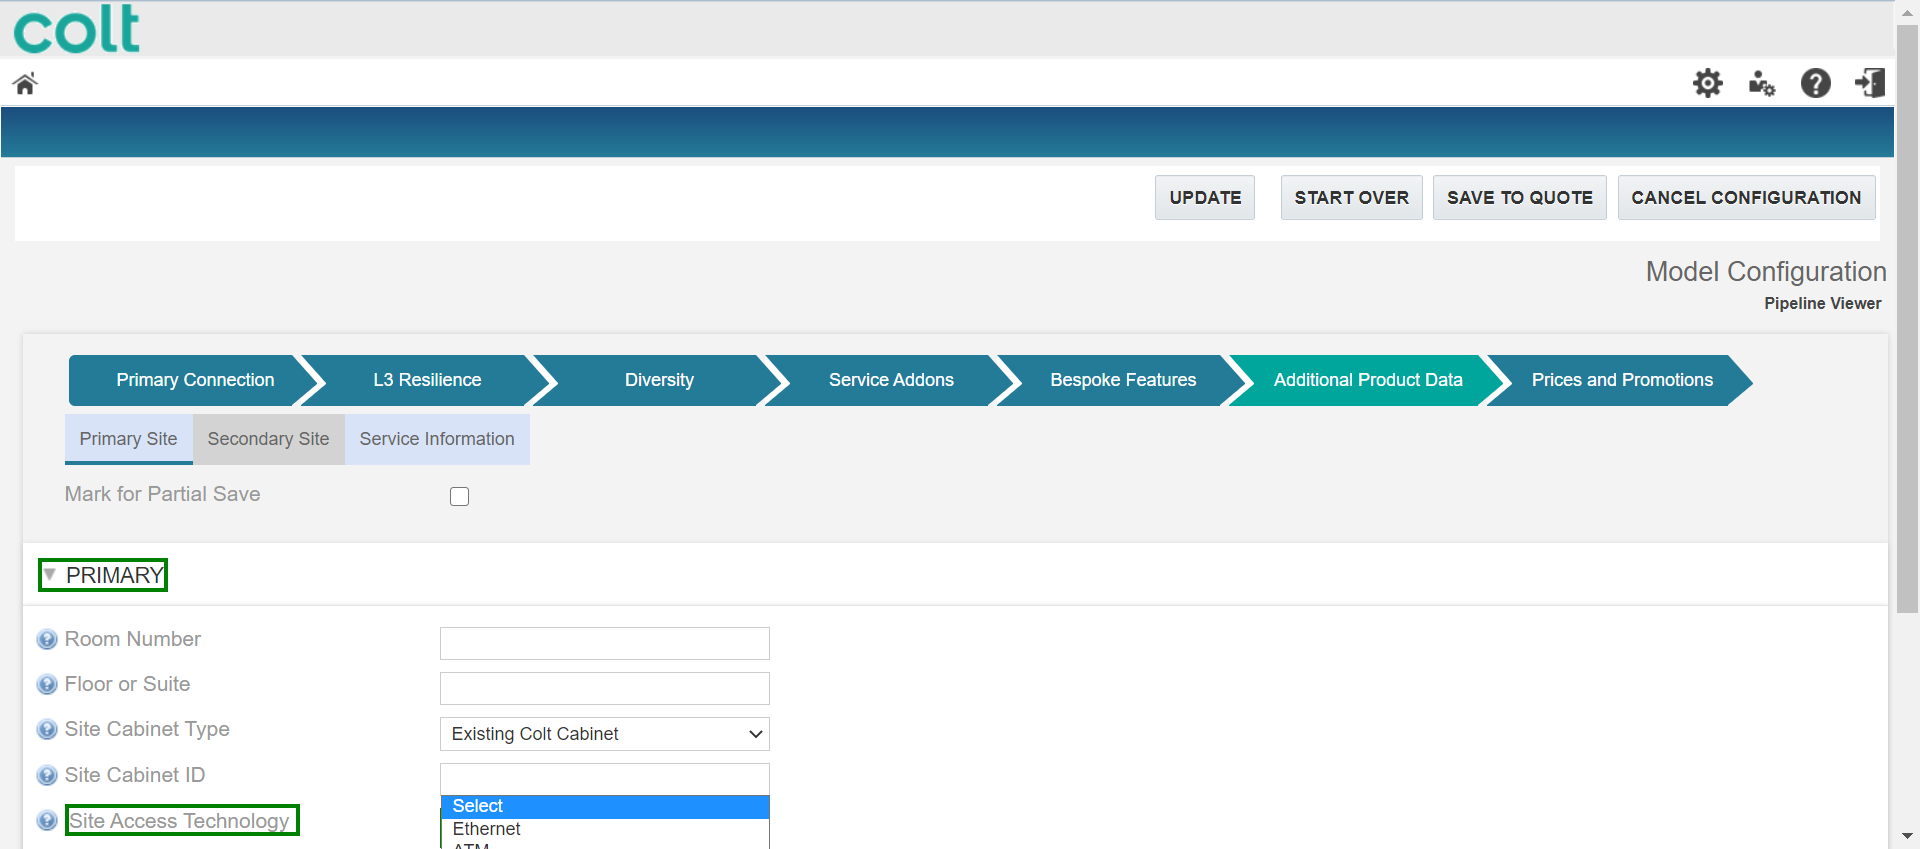 colt
UPDATE
START OVER
SAVE TO QUOTE
CANCEL CONFIGURATION
Model Configuration
Pipeline Viewer
Primary Connection
L3 Resilience
Diversity
Service Addons
Bespoke Features
Additional Product Data
Prices and Promotions
Primary Site
Secondary Site
Service Information
Mark for Partial Save
PRIMARY
Room Number
Floor or Suite
Site Cabinet Type
Existing Colt Cabinet
Site Cabinet ID
Select
Site Access Technology
Ethernet
ATM